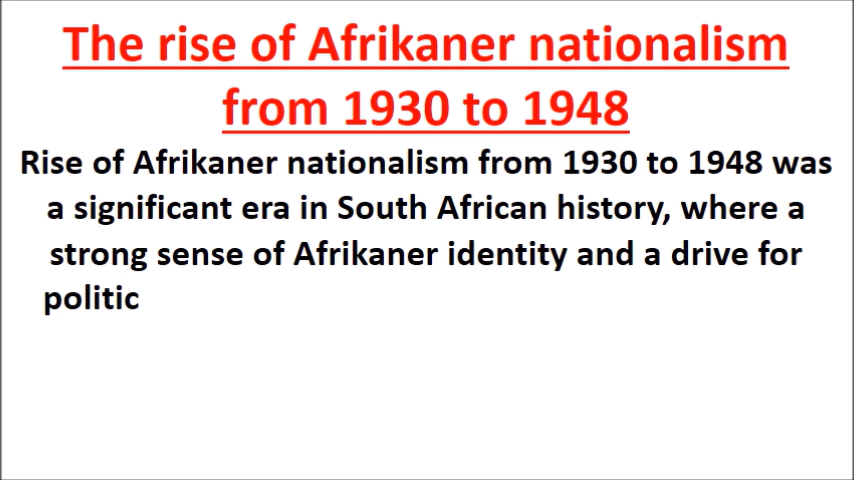 The rise of Afrikaner nationalism
from 1930 to 1948
Rise of Afrikaner nationalism from 1930 to 1948 was
a significant era in South African history, where a
strong sense of Afrikaner identity and a drive for
politic